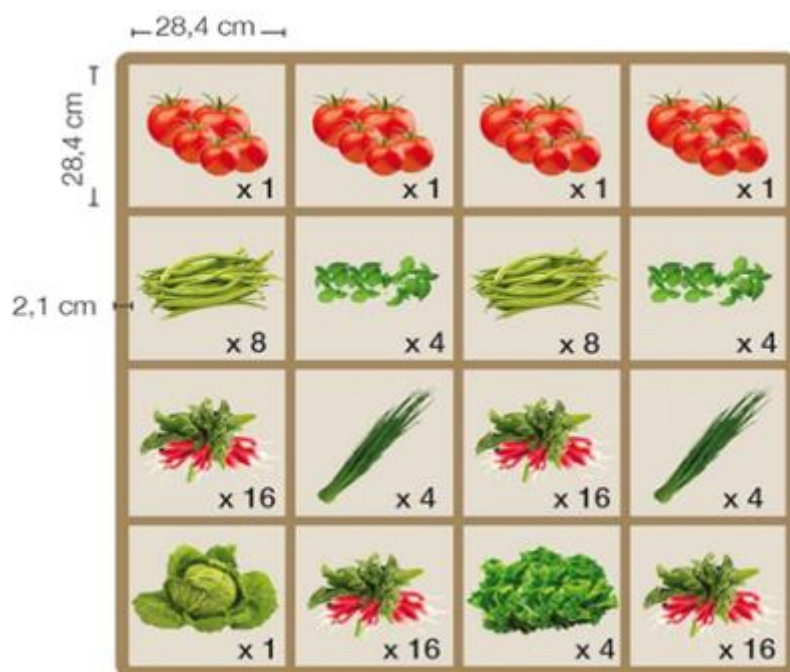 28,4 cm
28,4 cm
x 1 x 1 x 1 x 1
2,1 cm
x 8 x 4 x 8 x 4
x 16 x 4 x 16 x 4
x 1 x 16 x 4 x 16